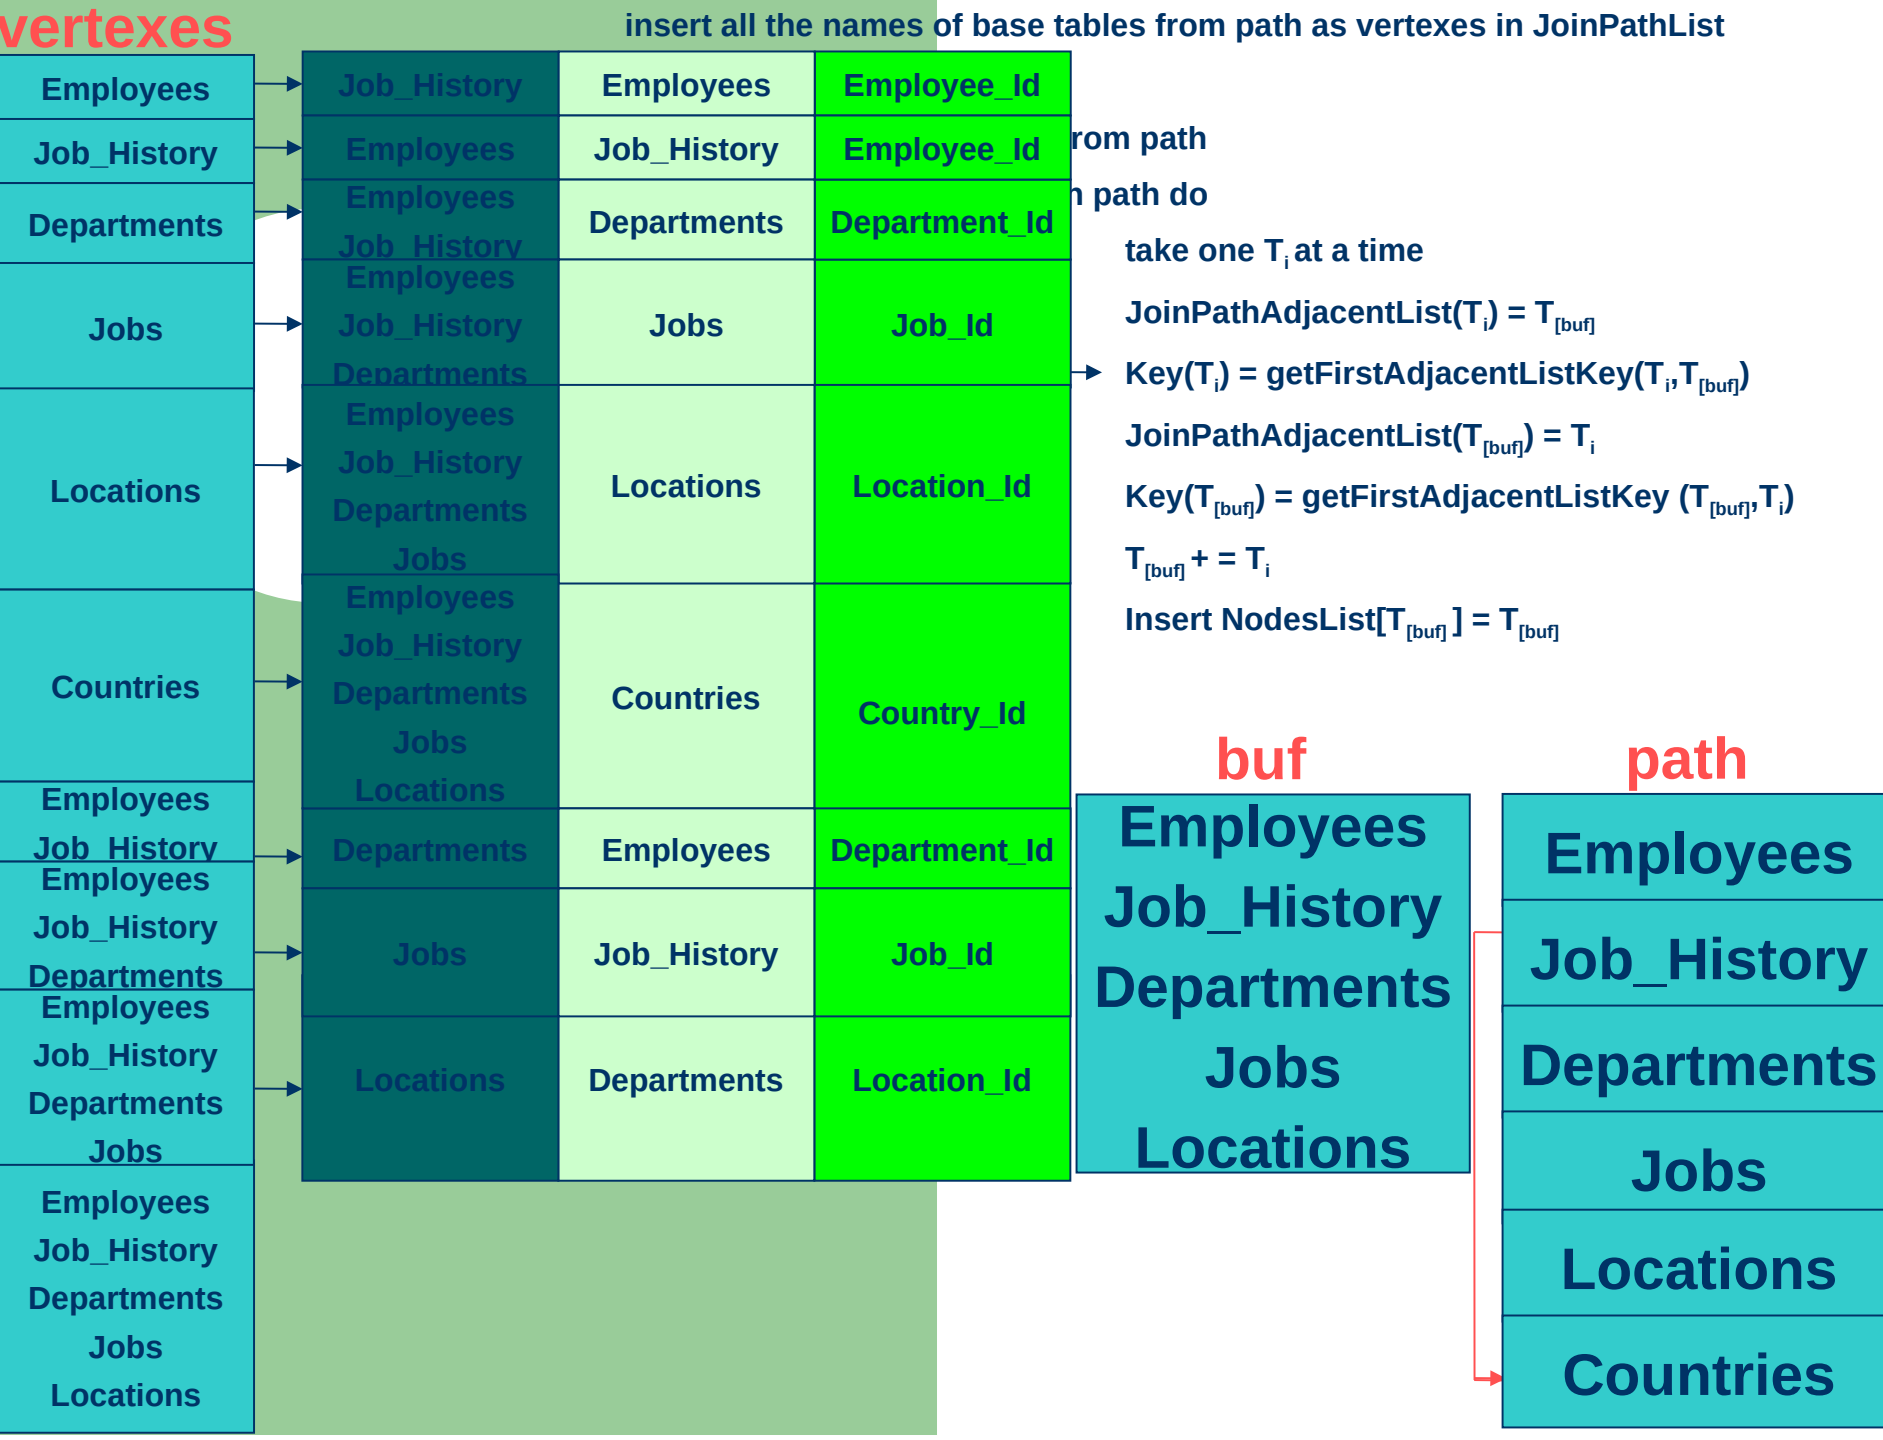 vertexes
insert all the names of base tables from path as vertexes in JoinPathList
Employees
Job_History
Employees
Employee_Id
Job_History
Employees
Job_History
Employee_Id
rom path
Departments
Employees
Job_History
Departments
Department_Id
path do
take one Ti at a time
Jobs
Employees
Job_History
Departments
Jobs
Job_Id
JoinPathAdjacentList(Ti) = T[buf]
Key(Ti) = getFirstAdjacentListKey(Ti,T[buf])
Locations
Employees
Job_History
Departments
Jobs
Locations
Location_Id
JoinPathAdjacentList(T[buf]) = Ti
Key(T[buf]) = getFirstAdjacentListKey (T[buf],Ti)
T[buf] + = Ti
Insert NodesList[T[buf] ] = T[buf]
Countries
Employees
Job_History
Departments
Jobs
Locations
Countries
Country_Id
Employees
Job_History
Departments
Employees
Department_Id
Employees
Job_History
Departments
Jobs
Job_History
Job_Id
Employees
Job_History
Departments
Jobs
Locations
Departments
Location_Id
Employees
Job_History
Departments
Jobs
Locations
buf
Employees
Job_History
Departments
Jobs
Locations
path
Employees
Job_History
Departments
Jobs
Locations
Countries